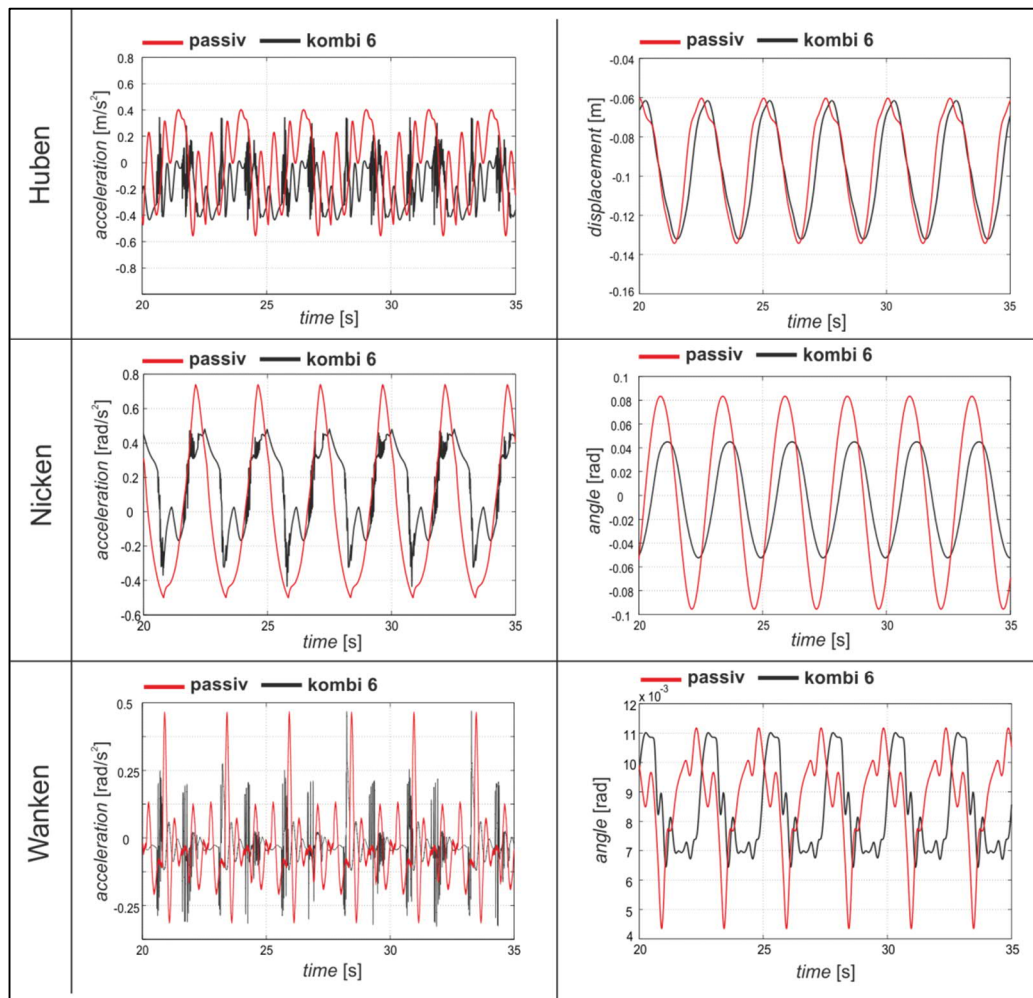 Huben
passiv kombi 6
acceleration [m/s²]
0.8
0.6
0.4
0.2
0
-0.2
-0.4
-0.6
-0.8
20 25 30 35
time [s]
passiv kombi 6
displacement [m]
-0.04
-0.06
-0.08
-0.1
-0.12
-0.14
-0.16
20 25 30 35
time [s]
Nicken
passiv kombi 6
acceleration [rad/s²]
0.8
0.6
0.4
0.2
0
-0.2
-0.4
-0.6
20 25 30 35
time [s]
passiv kombi 6
angle [rad]
0.1
0.08
0.06
0.04
0.02
0
-0.02
-0.04
-0.06
-0.08
-0.1
20 25 30 35
time [s]
Wanken
passiv kombi 6
acceleration [rad/s²]
0.5
0.25
0
-0.25
20 25 30 35
time [s]
passiv kombi 6
x 10⁻³
angle [rad]
12
11
10
9
8
7
6
5
4
20 25 30 35
time [s]